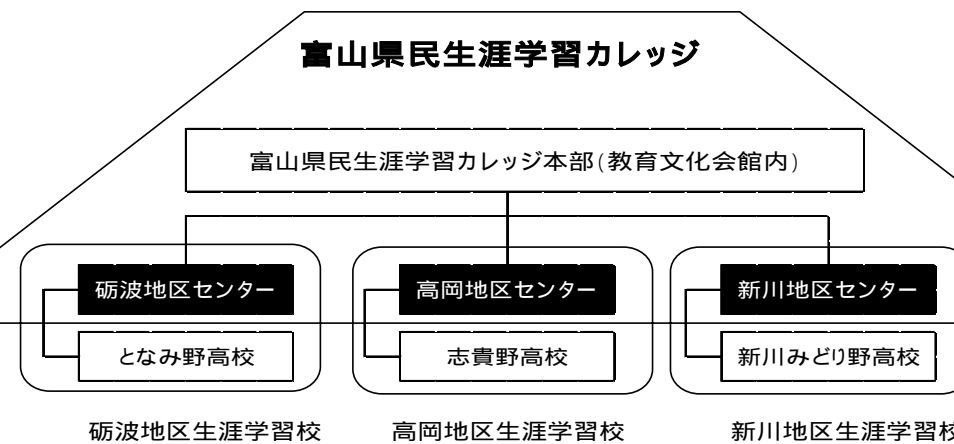 富山県民生涯学習カレッジ
富山県民生涯学習カレッジ本部(教育文化会館内)
砺波地区センター
高岡地区センター
新川地区センター
となみ野高校
志貴野高校
新川みどり野高校
砺波地区生涯学習校
高岡地区生涯学習校
新川地区生涯学習校